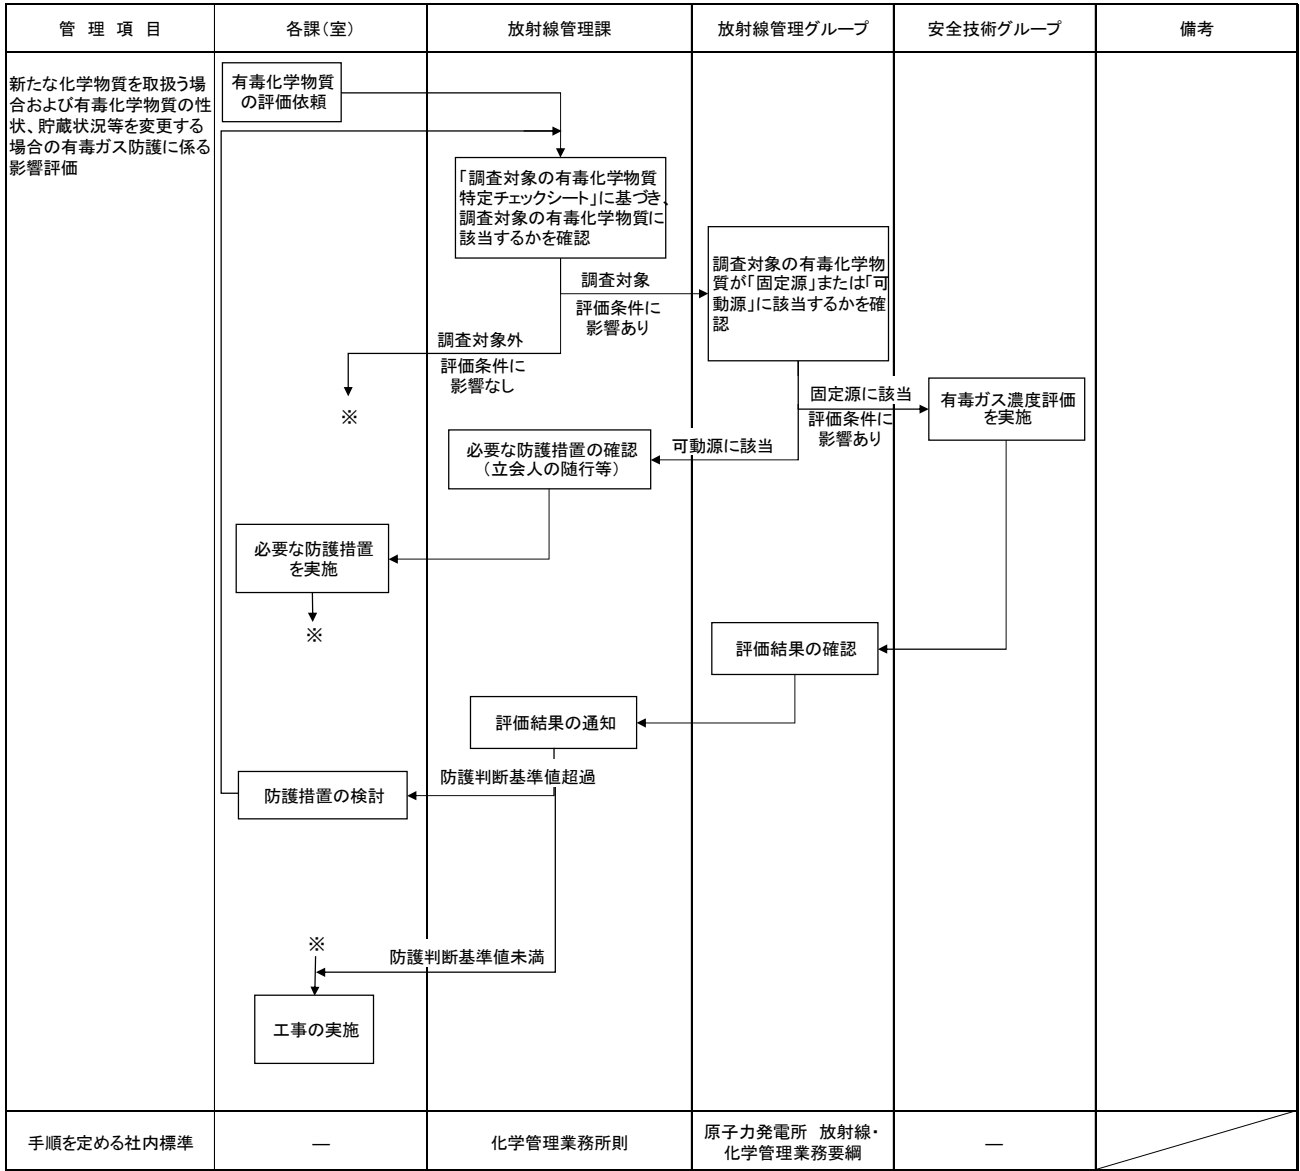 管 理 項 目
各課（室）
放射線管理課
放射線管理グループ
安全技術グループ
備考
新たな化学物質を取扱う場
合および有毒化学物質の性
状、貯蔵状況等を変更する
場合の有毒ガス防護に係る
影響評価
有毒化学物質
の評価依頼
「調査対象の有毒化学物質
特定チェックシート」に基づき、
調査対象の有毒化学物質に
該当するかを確認
調査対象
評価条件に
影響あり
調査対象の有毒化学物
質が「固定源」または「可
動源」に該当するかを確
認
調査対象外
評価条件に
影響なし
※
固定源に該当
評価条件に
影響あり
有毒ガス濃度評価
を実施
可動源に該当
必要な防護措置の確認
（立会人の随行等）
必要な防護措置
を実施
※
評価結果の確認
評価結果の通知
防護判断基準値超過
防護措置の検討
※
防護判断基準値未満
工事の実施
手順を定める社内標準
―
化学管理業務所則
原子力発電所 放射線・
化学管理業務要綱
―